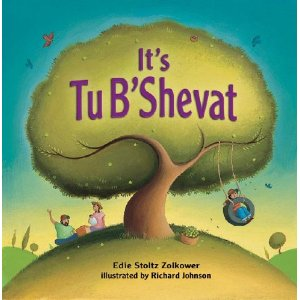 It's
Tu B'Shevat
Edie Stoltz Zolkower
illustrated by Richard Johnson